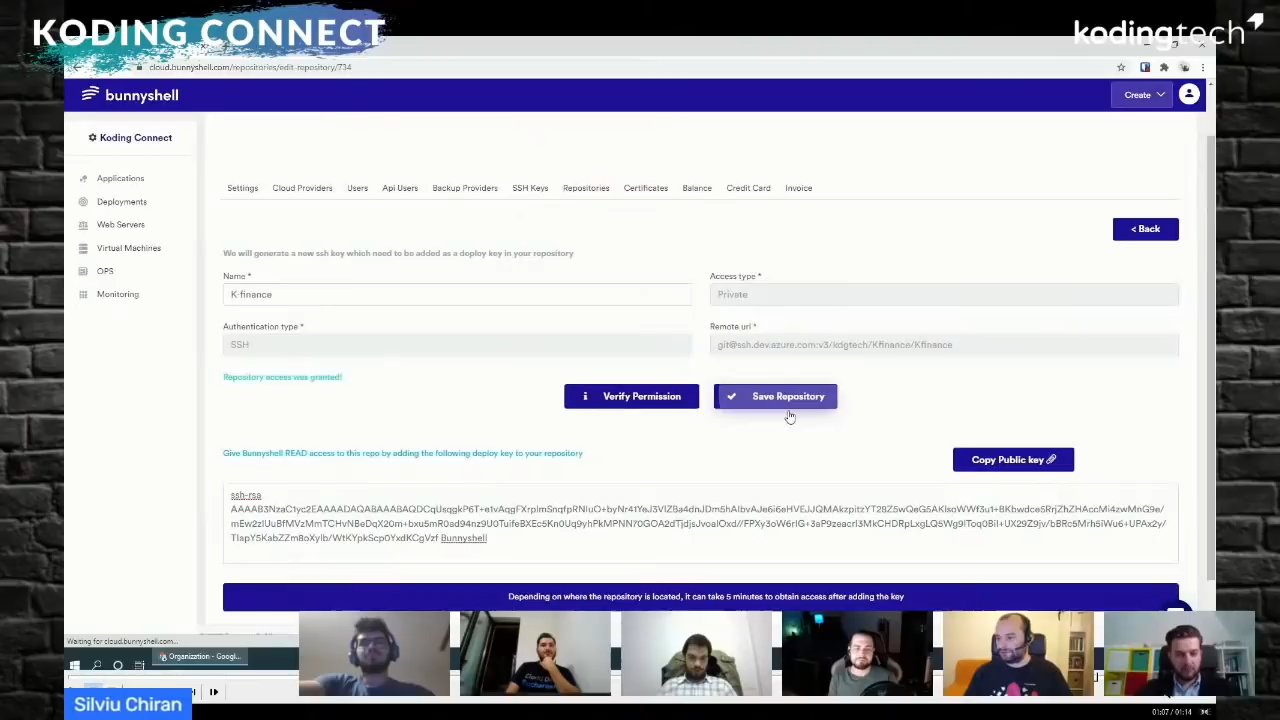 KODING CONNECT
kodingtech
cloud.bunnyshell.com/repositories/edit-repository/734
bunnyshell
Create
Koding Connect
Applications
Deployments
Web Servers
Virtual Machines
OPS
Monitoring
Settings Cloud Providers Users Api Users Backup Providers SSH Keys Repositories Certificates Balance Credit Card Invoice
< Back
We will generate a new ssh key which need to be added as a deploy key in your repository
Name * Access type *
K-finance Private
Authentication type * Remote url *
SSH git@ssh.dev.azure.com:v3/kdgtech/Kfinance/Kfinance
Repository access was granted!
Verify Permission Save Repository
Give Bunnyshell READ access to this repo by adding the following deploy key to your repository
Copy Public key
ssh-rsa
Bunnyshell
Depending on where the repository is located, it can take 5 minutes to obtain access after adding the key
Waiting for cloud.bunnyshell.com...
Organization - Googl...
Silviu Chiran
01:07 / 01:14